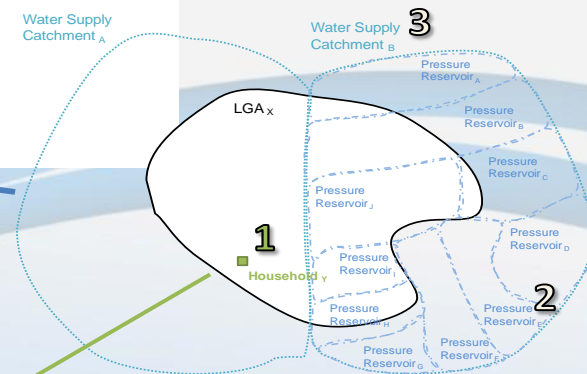 Water Supply
Catchment A
Water Supply
Catchment B
3
Pressure
Reservoir A
LGA X
Pressure
Reservoir B
Pressure
Reservoir C
Pressure
Reservoir J
Pressure
Reservoir D
1
Household Y
Pressure
Reservoir I
2
Pressure
Reservoir E
Pressure
Reservoir H
Pressure
Reservoir F
Pressure
Reservoir G